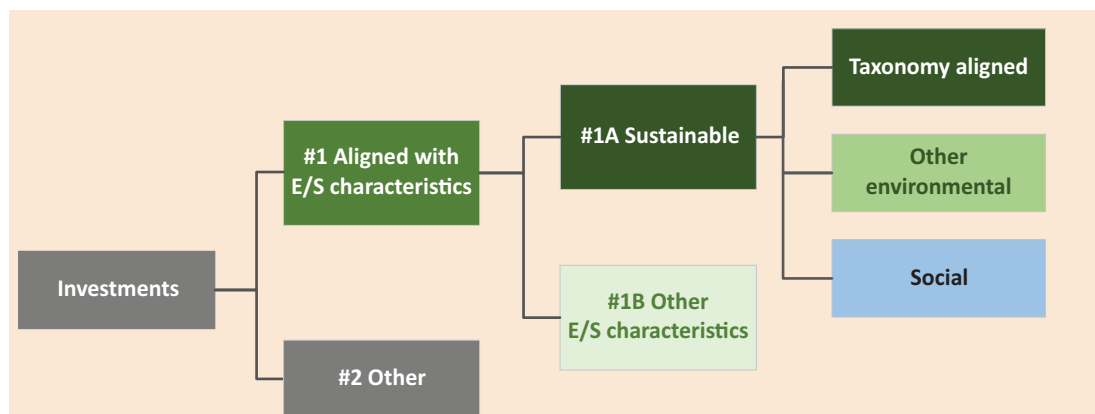 Investments
#1 Aligned with
E/S characteristics
#2 Other
#1A Sustainable
#1B Other
E/S characteristics
Taxonomy aligned
Other
environmental
Social